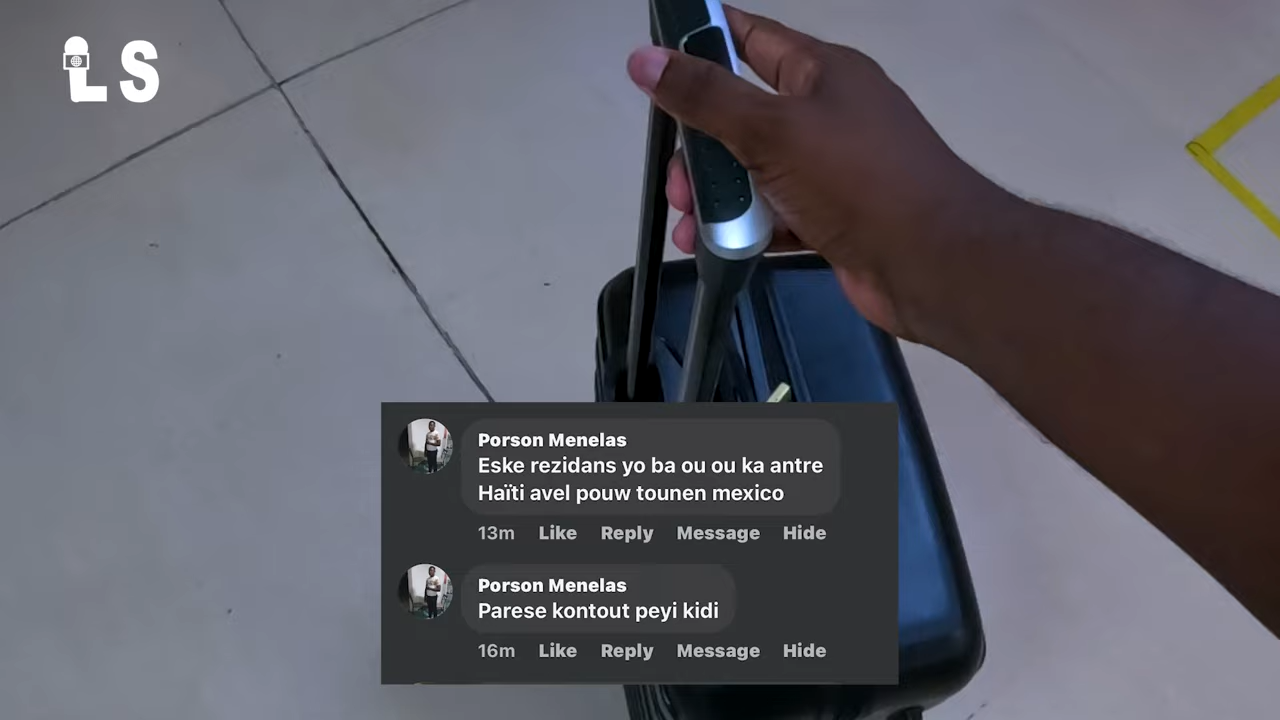 LS
Porson Menelas
Eske rezidans yo ba ou ou ka antre
Haïti avel pouw tounen mexico
13m Like Reply Message Hide
Porson Menelas
Parese kontout peyi kidi
16m Like Reply Message Hide